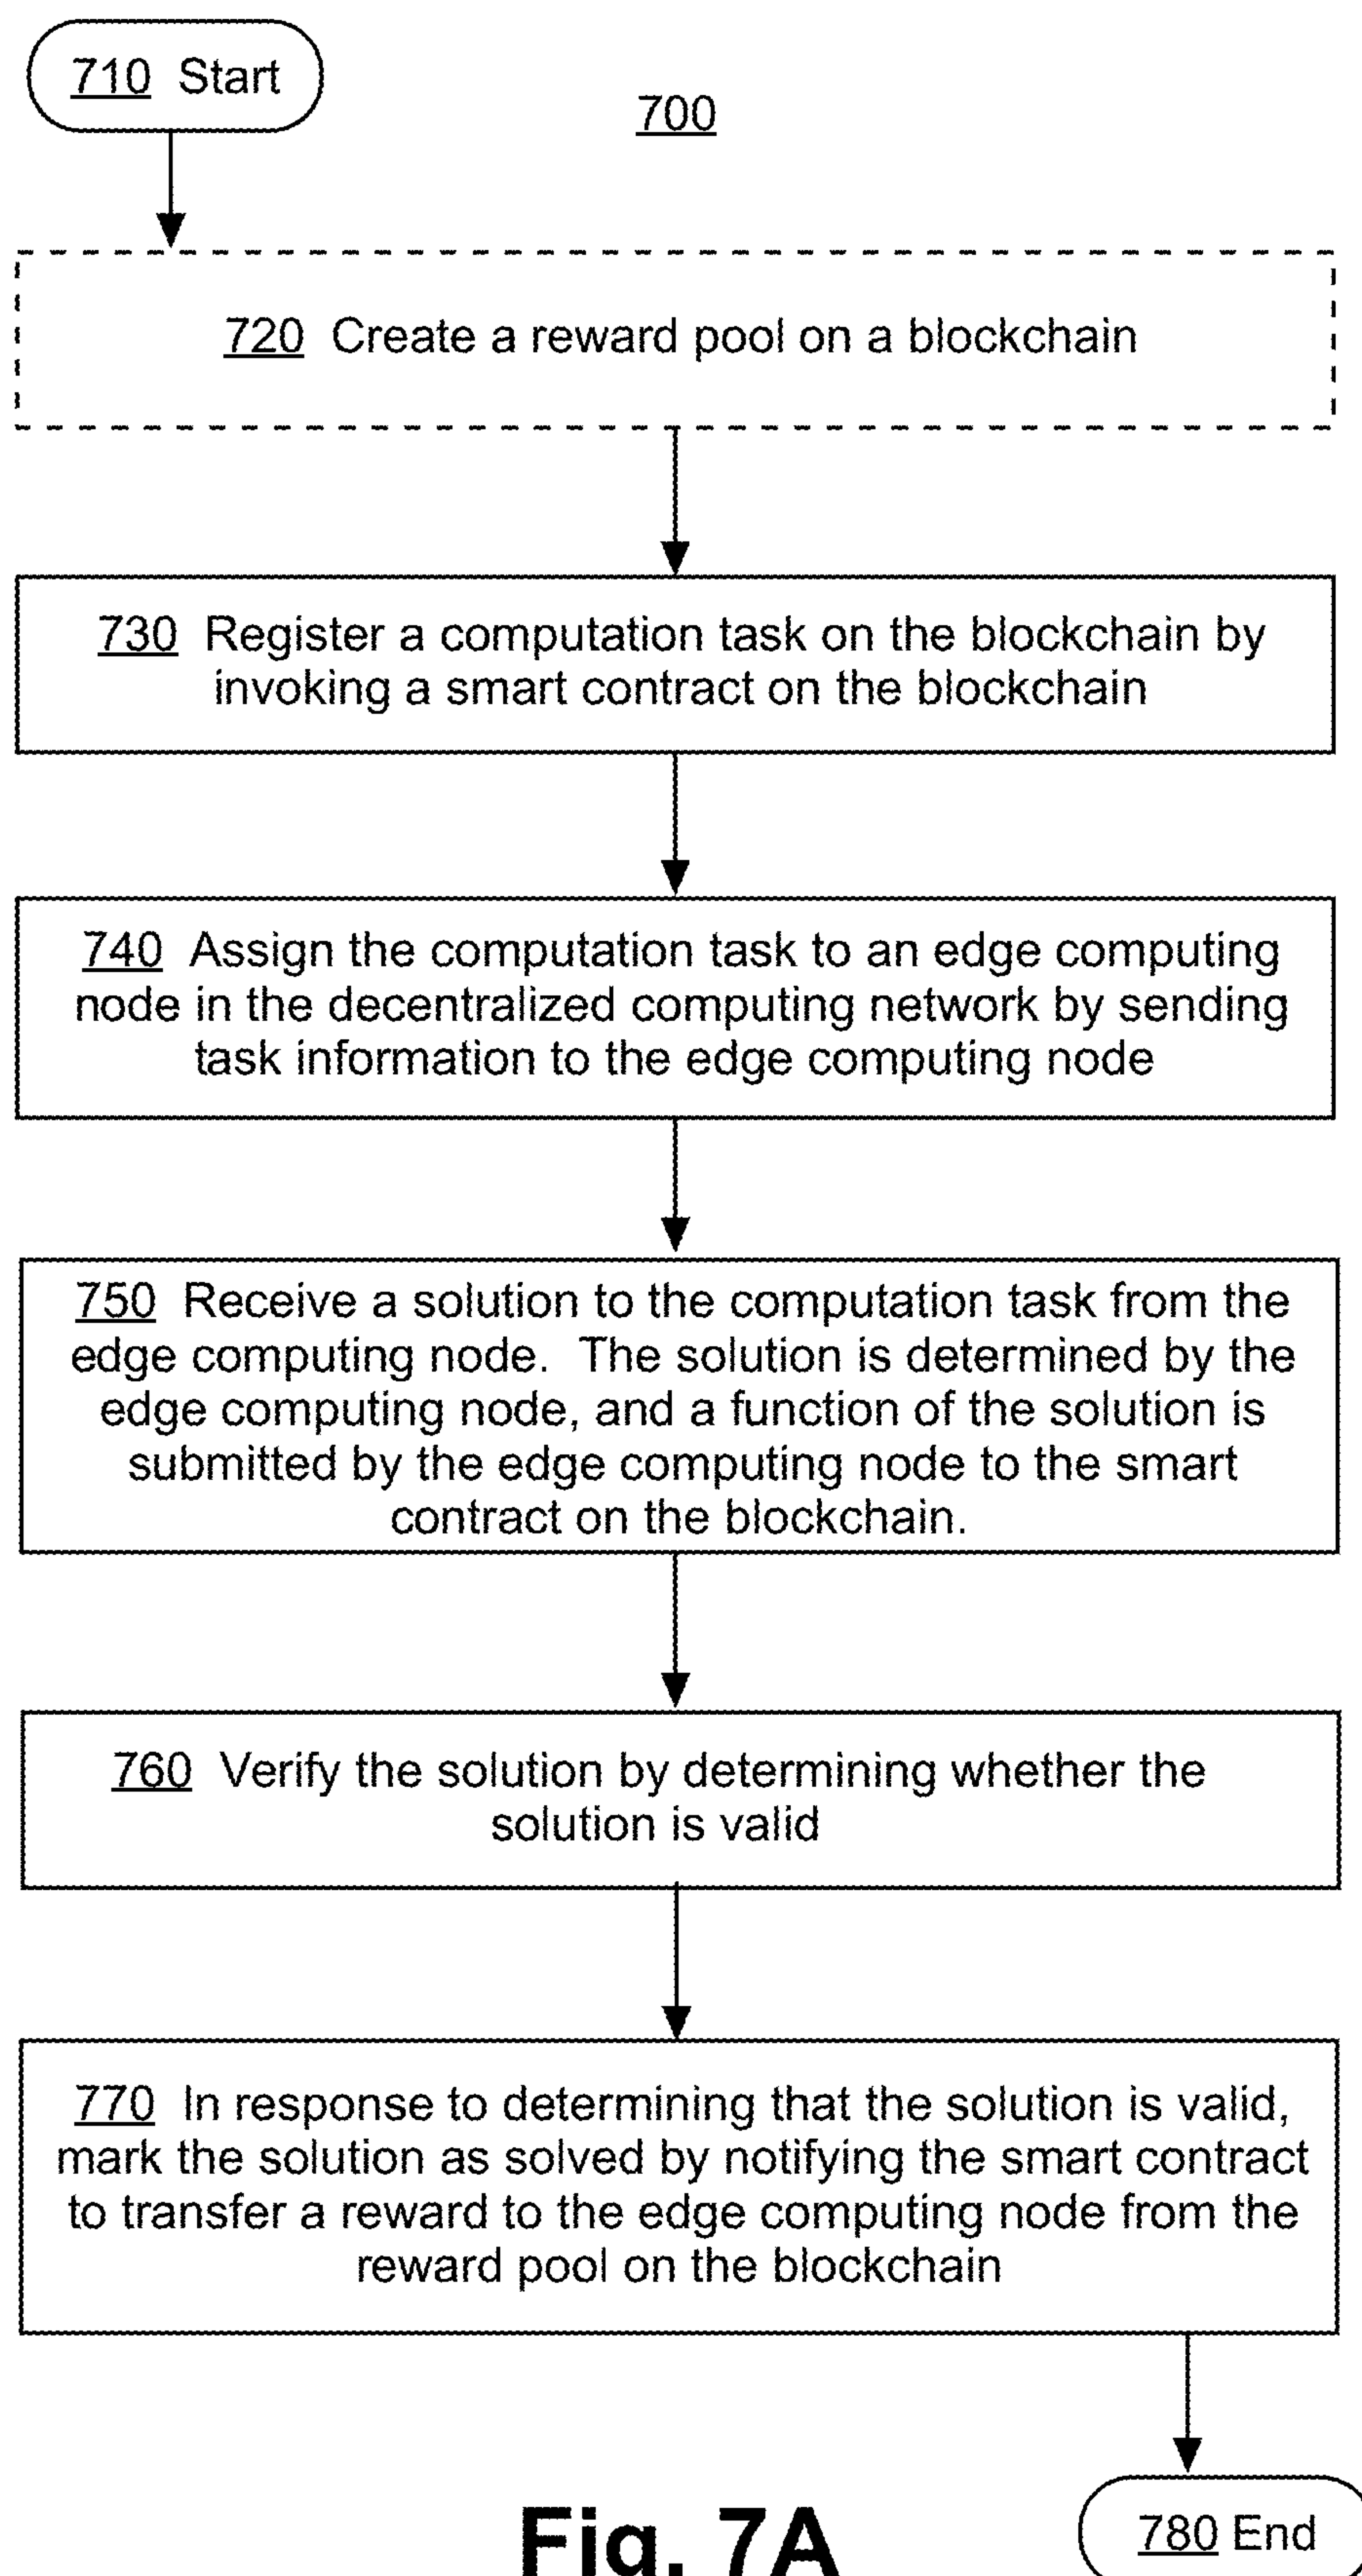 710 Start
700
720 Create a reward pool on a blockchain
730 Register a computation task on the blockchain by
invoking a smart contract on the blockchain
740 Assign the computation task to an edge computing
node in the decentralized computing network by sending
task information to the edge computing node
750 Receive a solution to the computation task from the
edge computing node. The solution is determined by the
edge computing node, and a function of the solution is
submitted by the edge computing node to the smart
contract on the blockchain.
760 Verify the solution by determining whether the
solution is valid
770 In response to determining that the solution is valid,
mark the solution as solved by notifying the smart contract
to transfer a reward to the edge computing node from the
reward pool on the blockchain
780 End
Fig. 7A